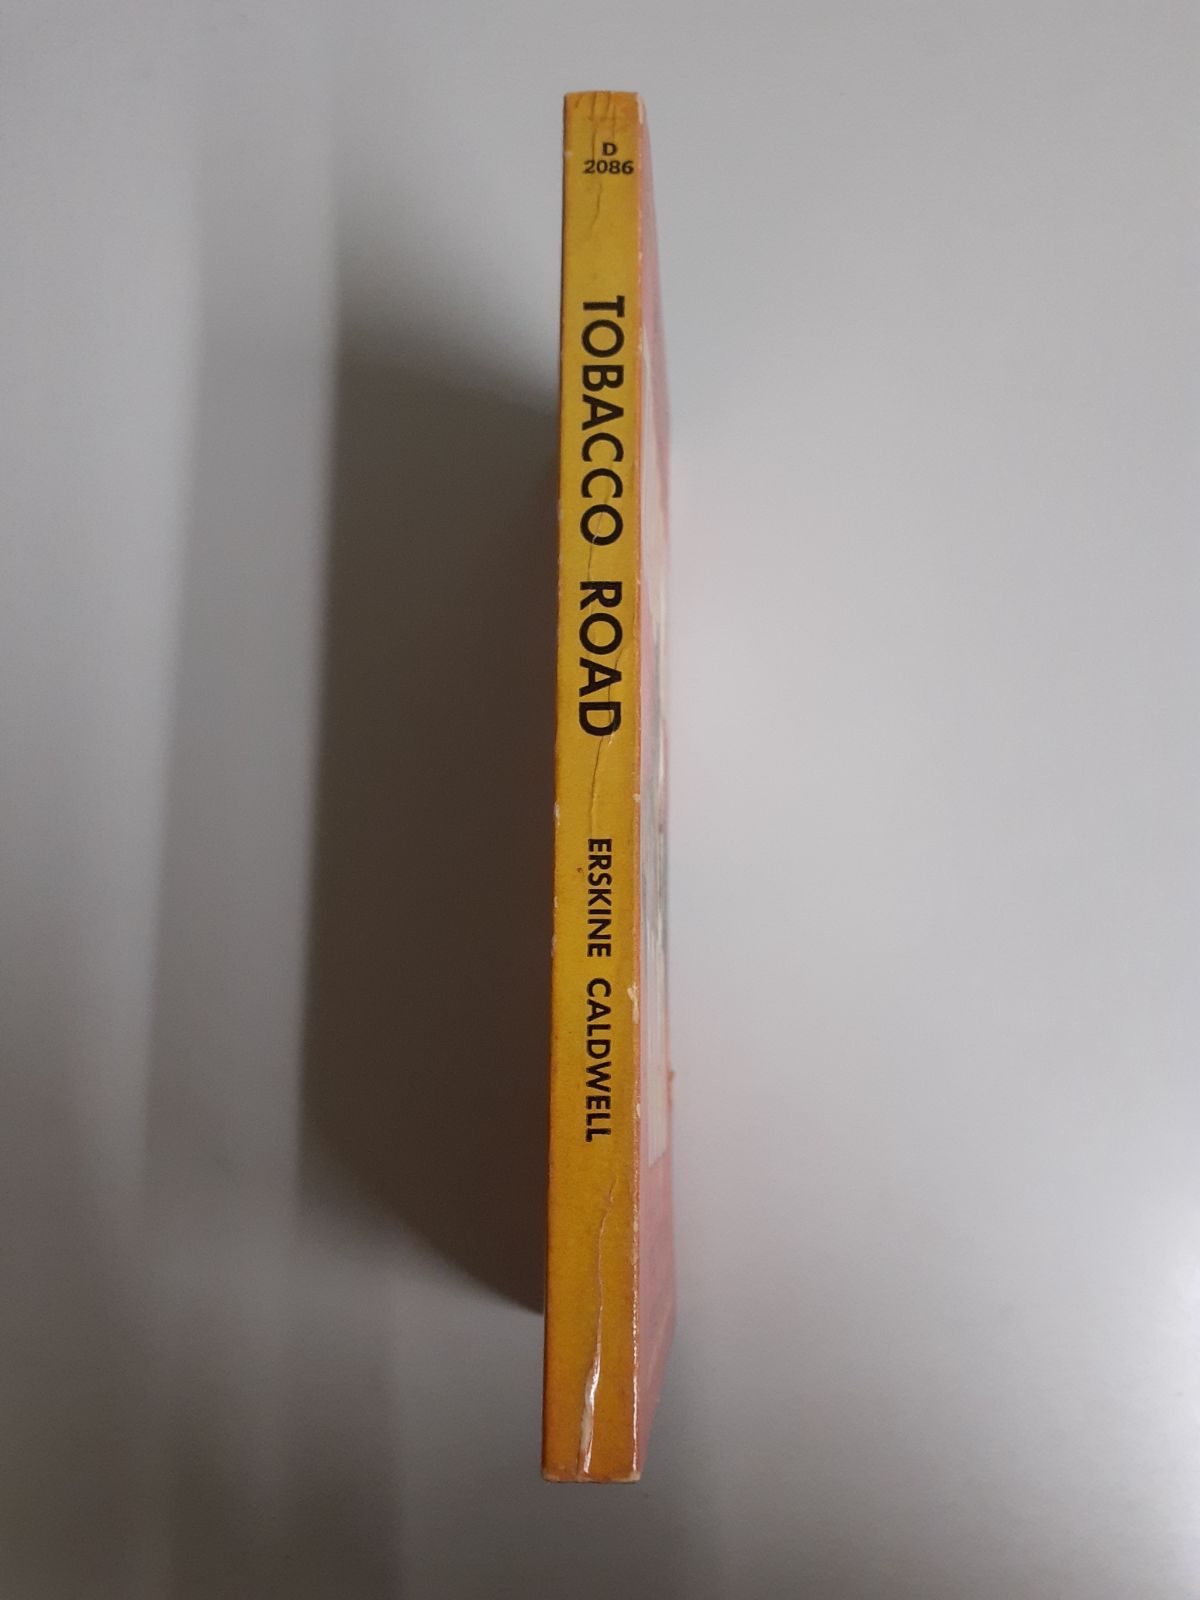 D
2086
TOBACCO ROAD
ERSKINE CALDWELL